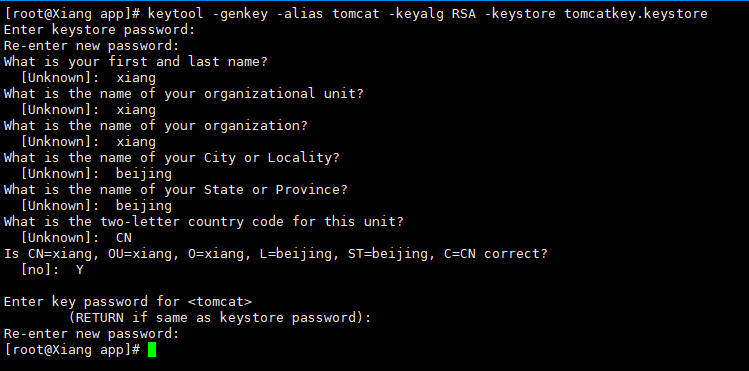 [root@Xiang app]# keytool -genkey -alias tomcat -keyalg RSA -keystore tomcatkey.keystore
Enter keystore password:
Re-enter new password:
What is your first and last name?
  [Unknown]:  xiang
What is the name of your organizational unit?
  [Unknown]:  xiang
What is the name of your organization?
  [Unknown]:  xiang
What is the name of your City or Locality?
  [Unknown]:  beijing
What is the name of your State or Province?
  [Unknown]:  beijing
What is the two-letter country code for this unit?
  [Unknown]:  CN
Is CN=xiang, OU=xiang, O=xiang, L=beijing, ST=beijing, C=CN correct?
  [no]:  Y

Enter key password for <tomcat>
        (RETURN if same as keystore password):
Re-enter new password:
[root@Xiang app]#